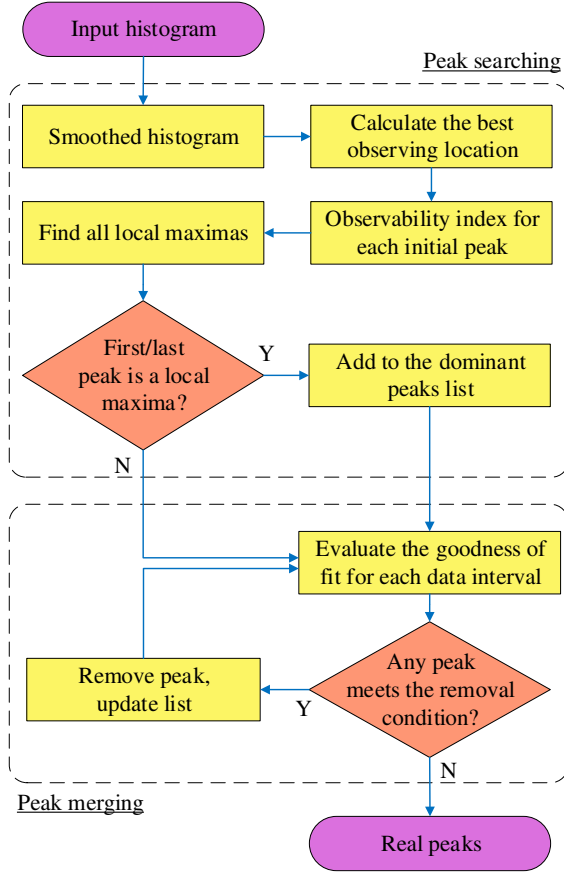 Input histogram
Peak searching
Smoothed histogram
Calculate the best
observing location
Find all local maximas
Observability index for
each initial peak
First/last
peak is a local
maxima?
Y
Add to the dominant
peaks list
N
Evaluate the goodness of
fit for each data interval
Remove peak,
update list
Any peak
meets the removal
condition?
Y
N
Peak merging
Real peaks